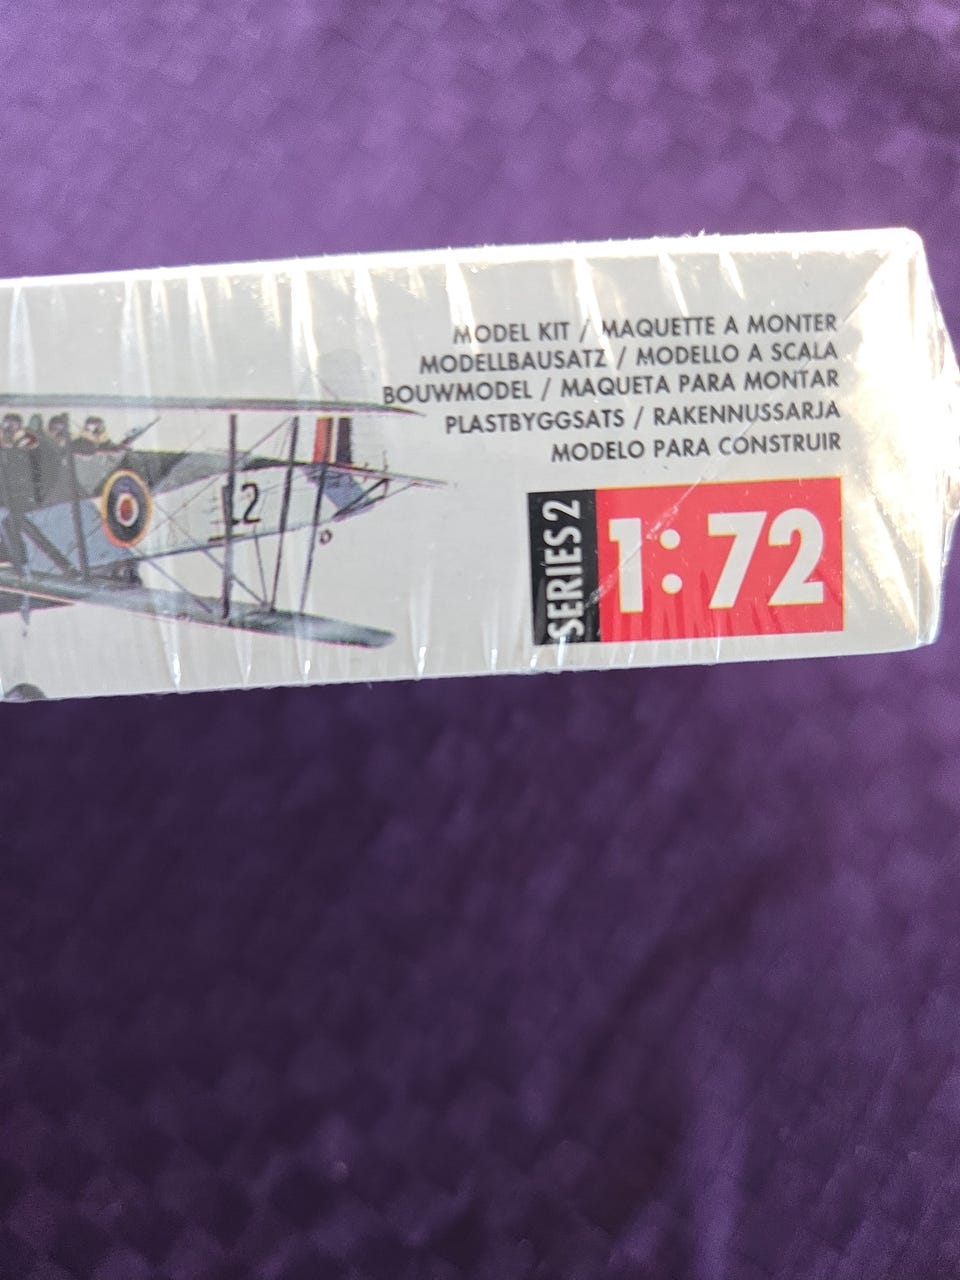 MODEL KIT / MAQUETTE A MONTER
MODELLBAUSATZ / MODELLO A SCALA
BOUWMODEL / MAQUETA PARA MONTAR
PLASTBYGGSATS / RAKENNUSSARJA
MODELO PARA CONSTRUIR
SERIES 2
1:72
L2